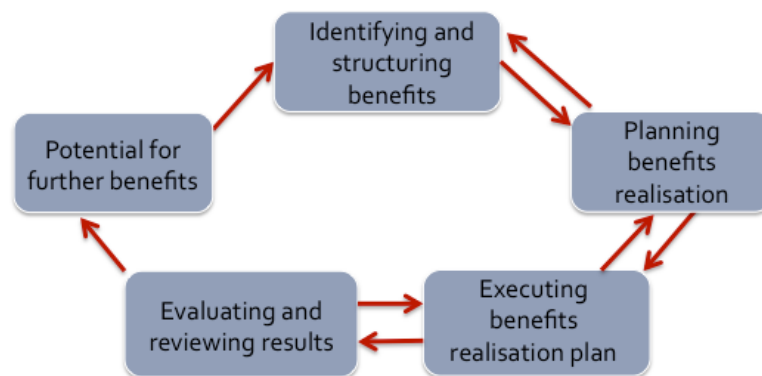 Identifying and
structuring
benefits
Planning
benefits
realisation
Executing
benefits
realisation plan
Evaluating and
reviewing results
Potential for
further benefits